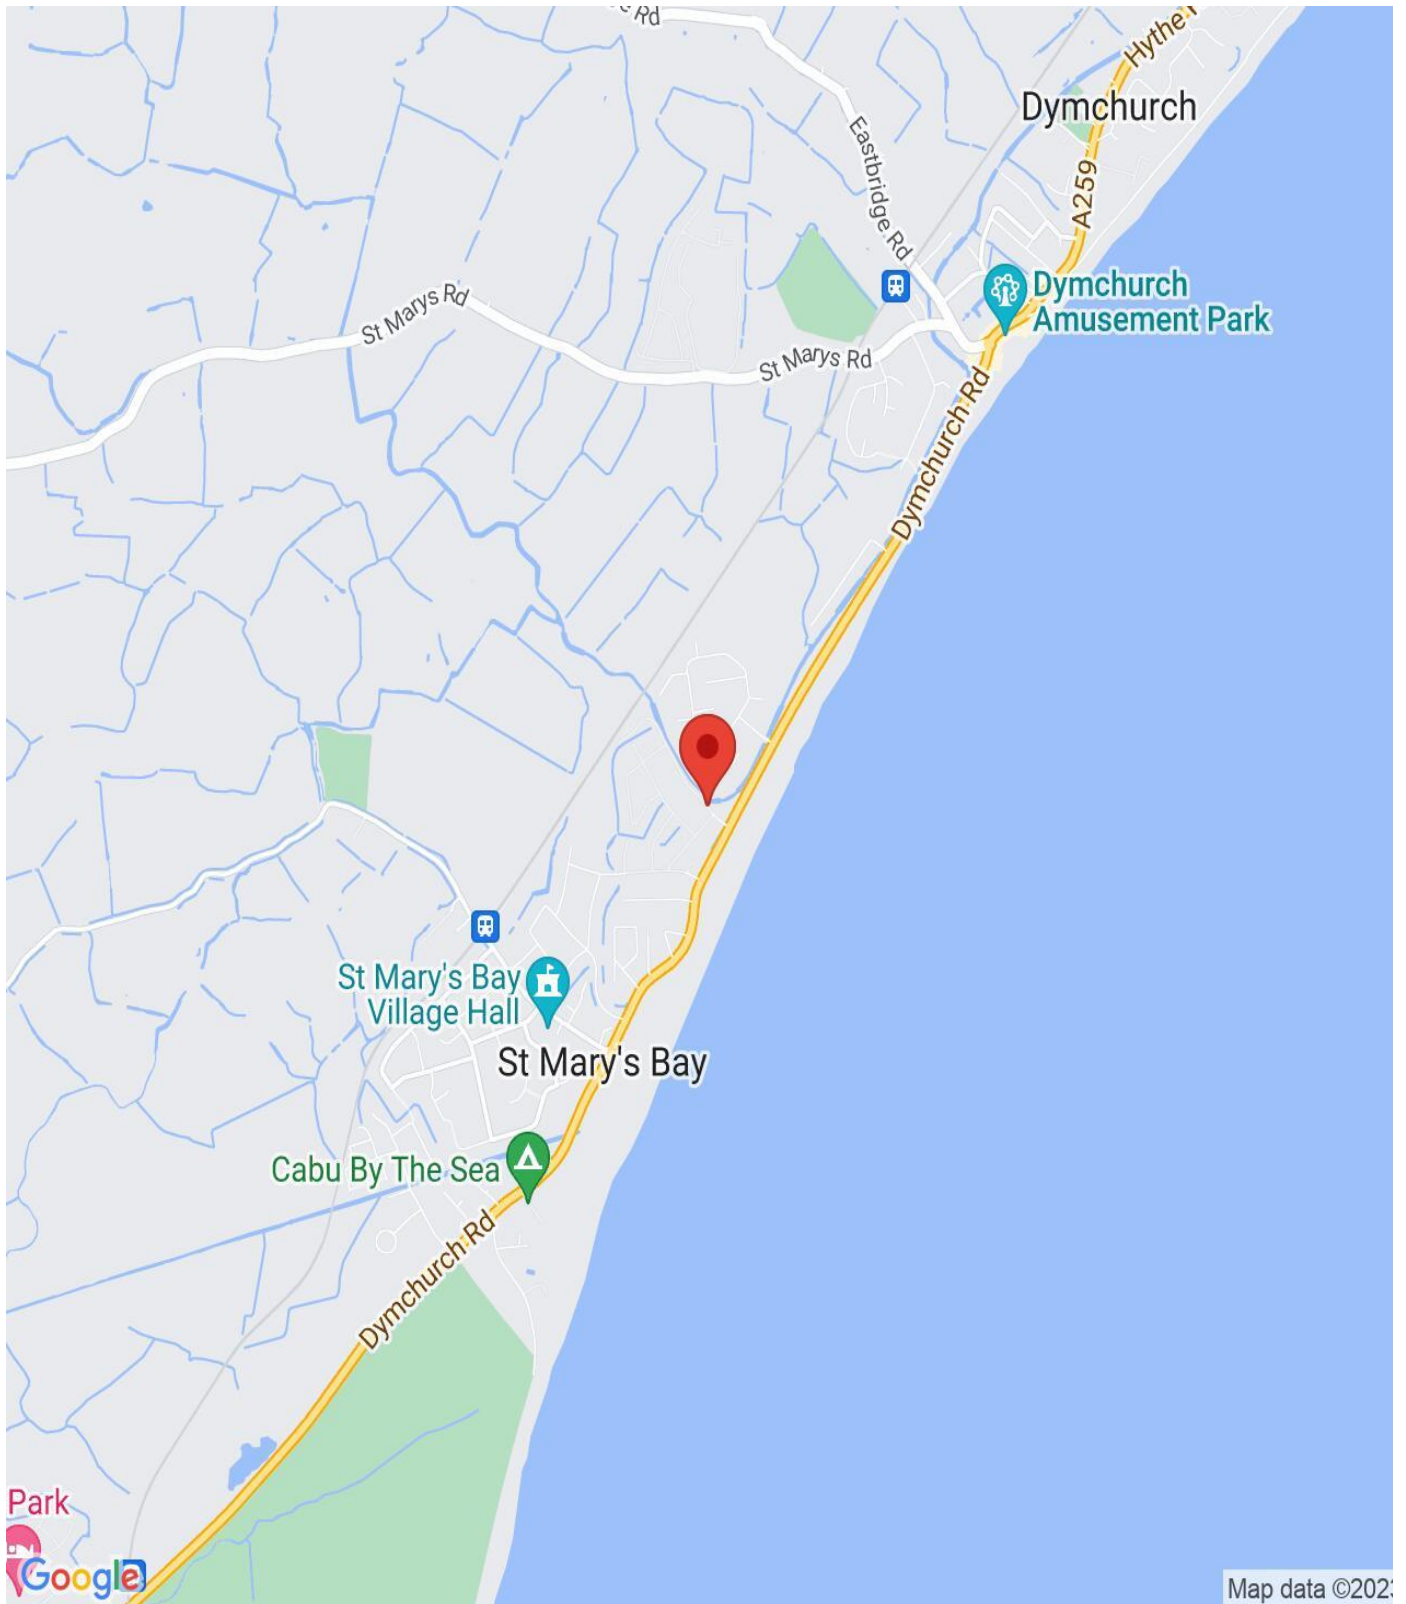 Rd
Hythe
Dymchurch
Eastbridge Rd
A259
Dymchurch
Amusement Park
St Marys Rd
St Marys Rd
Dymchurch Rd
St Mary's Bay
Village Hall
St Mary's Bay
Cabu By The Sea
Dymchurch Rd
Park
Google
Map data ©2023